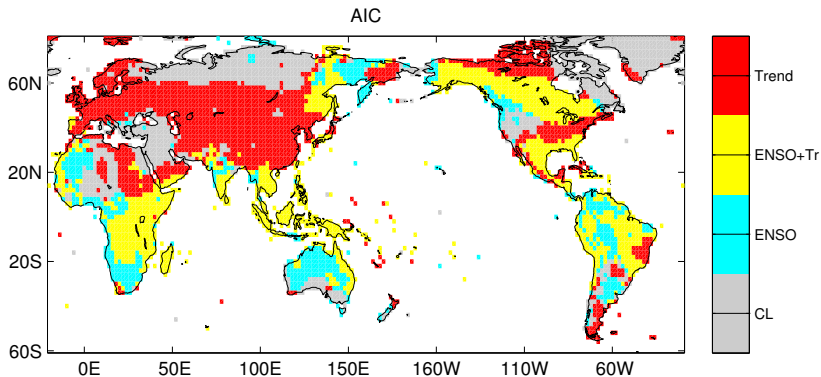 AIC
60N
20N
20S
60S
0E 50E 100E 150E 160W 110W 60W
Trend
ENSO+Tr
ENSO
CL